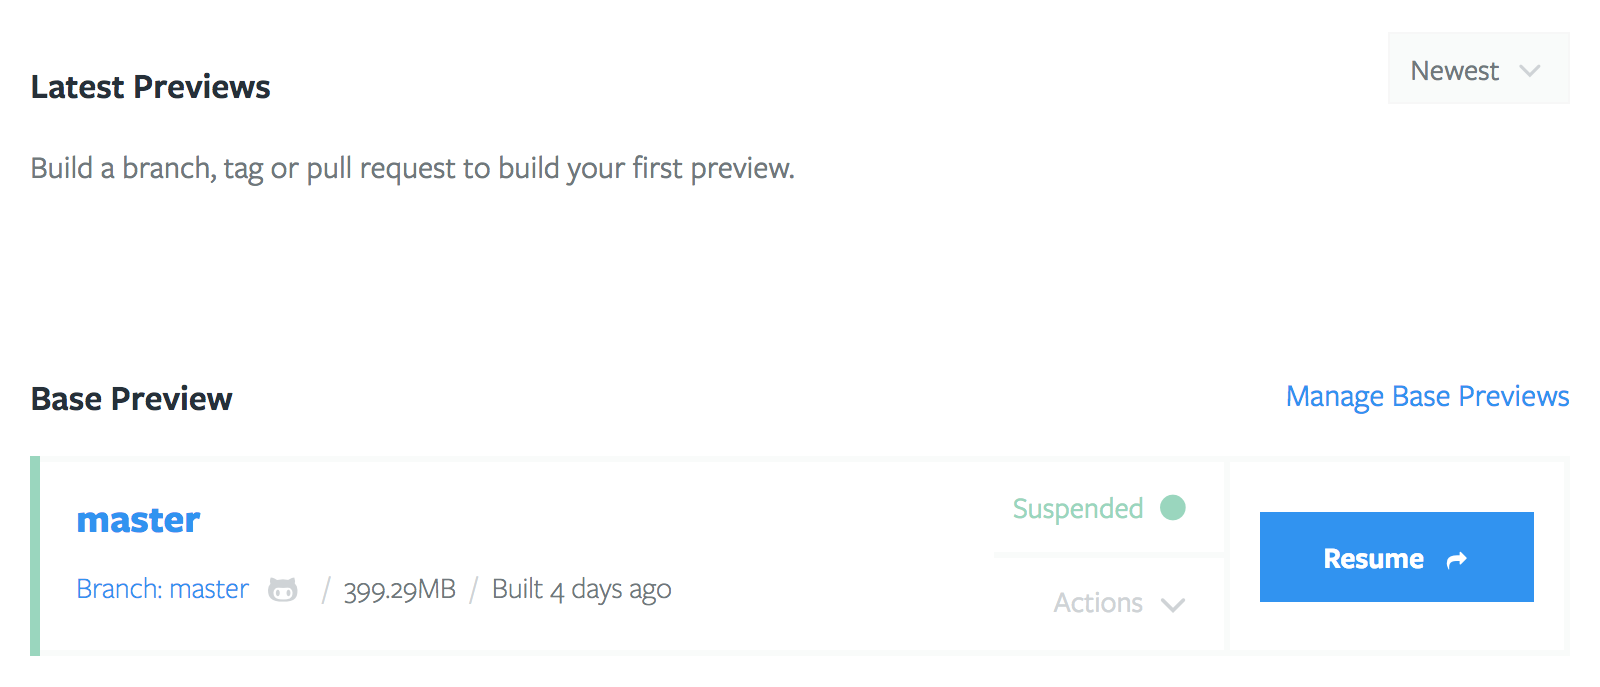 Latest Previews
Newest
Build a branch, tag or pull request to build your first preview.
Base Preview
Manage Base Previews
master
Suspended
Resume
Branch: master / 399.29MB / Built 4 days ago
Actions